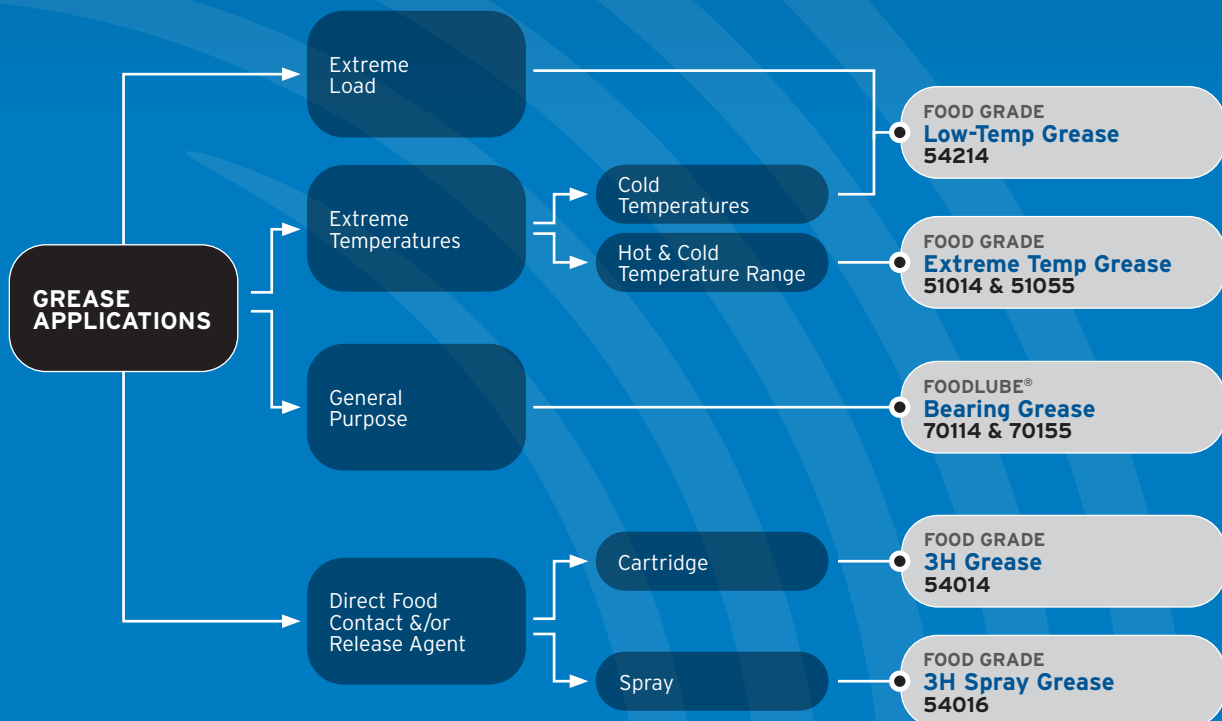 GREASE
APPLICATIONS
Extreme
Load
Extreme
Temperatures
Cold
Temperatures
Hot & Cold
Temperature Range
General
Purpose
Direct Food
Contact &/or
Release Agent
Cartridge
Spray
FOOD GRADE
Low-Temp Grease
54214
FOOD GRADE
Extreme Temp Grease
51014 & 51055
FOODLUBE®
Bearing Grease
70114 & 70155
FOOD GRADE
3H Grease
54014
FOOD GRADE
3H Spray Grease
54016